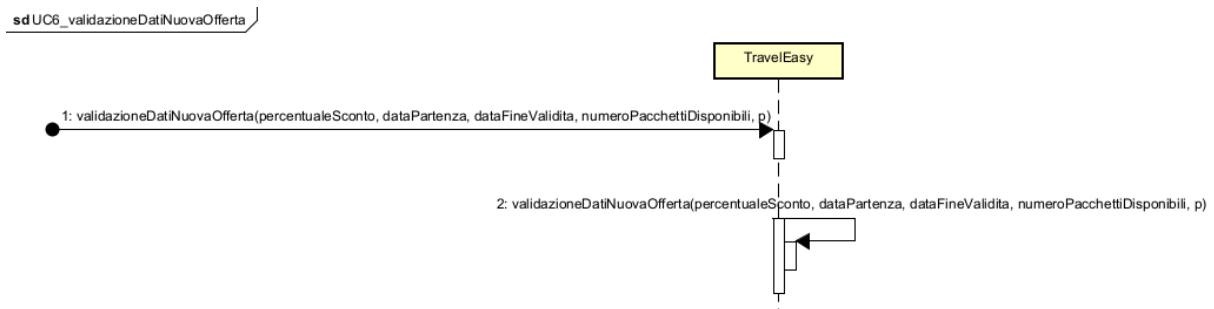 sd UC6_validazioneDatiNuovaOfferta
TravelEasy
1: validazioneDatiNuovaOfferta(percentualeSconto, dataPartenza, dataFineValidita, numeroPacchettiDisponibili, p)
2: validazioneDatiNuovaOfferta(percentualeSconto, dataPartenza, dataFineValidita, numeroPacchettiDisponibili, p)